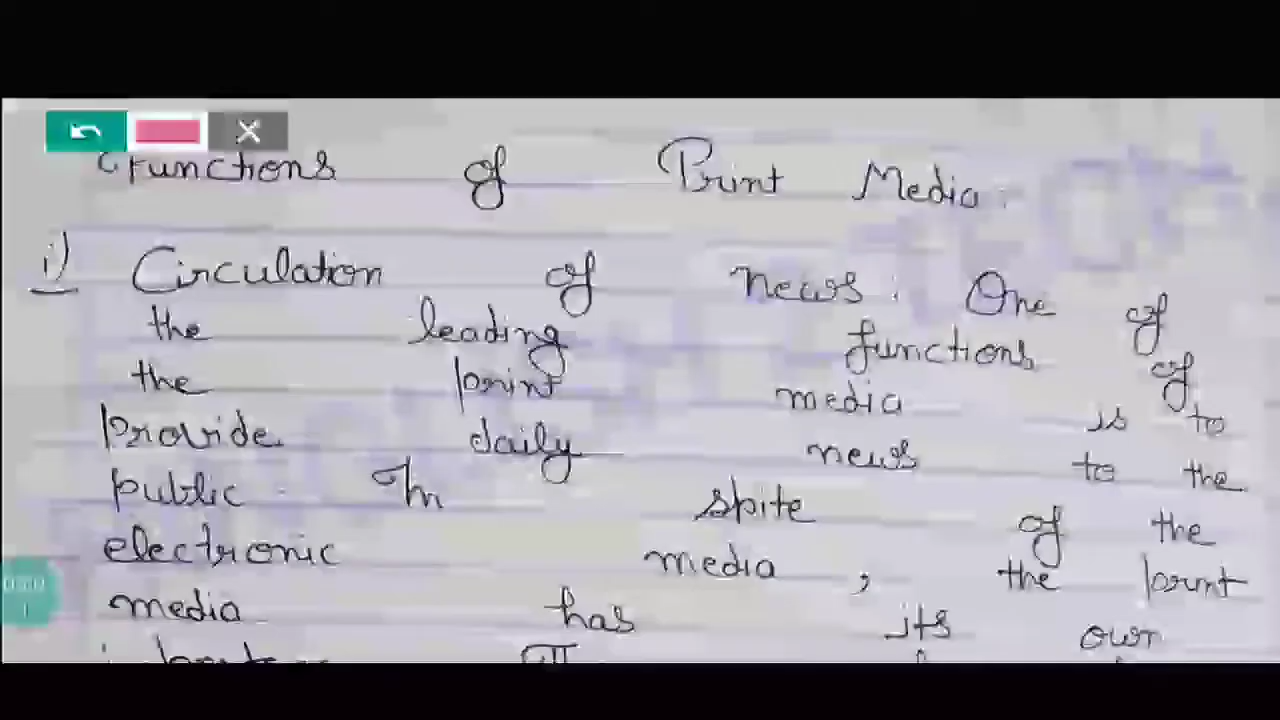 Functions of Print Media:
i) Circulation of news: One of
the leading functions of
the print media is to
provide daily news to the
public. In spite of the
electronic media, the print
media has its own